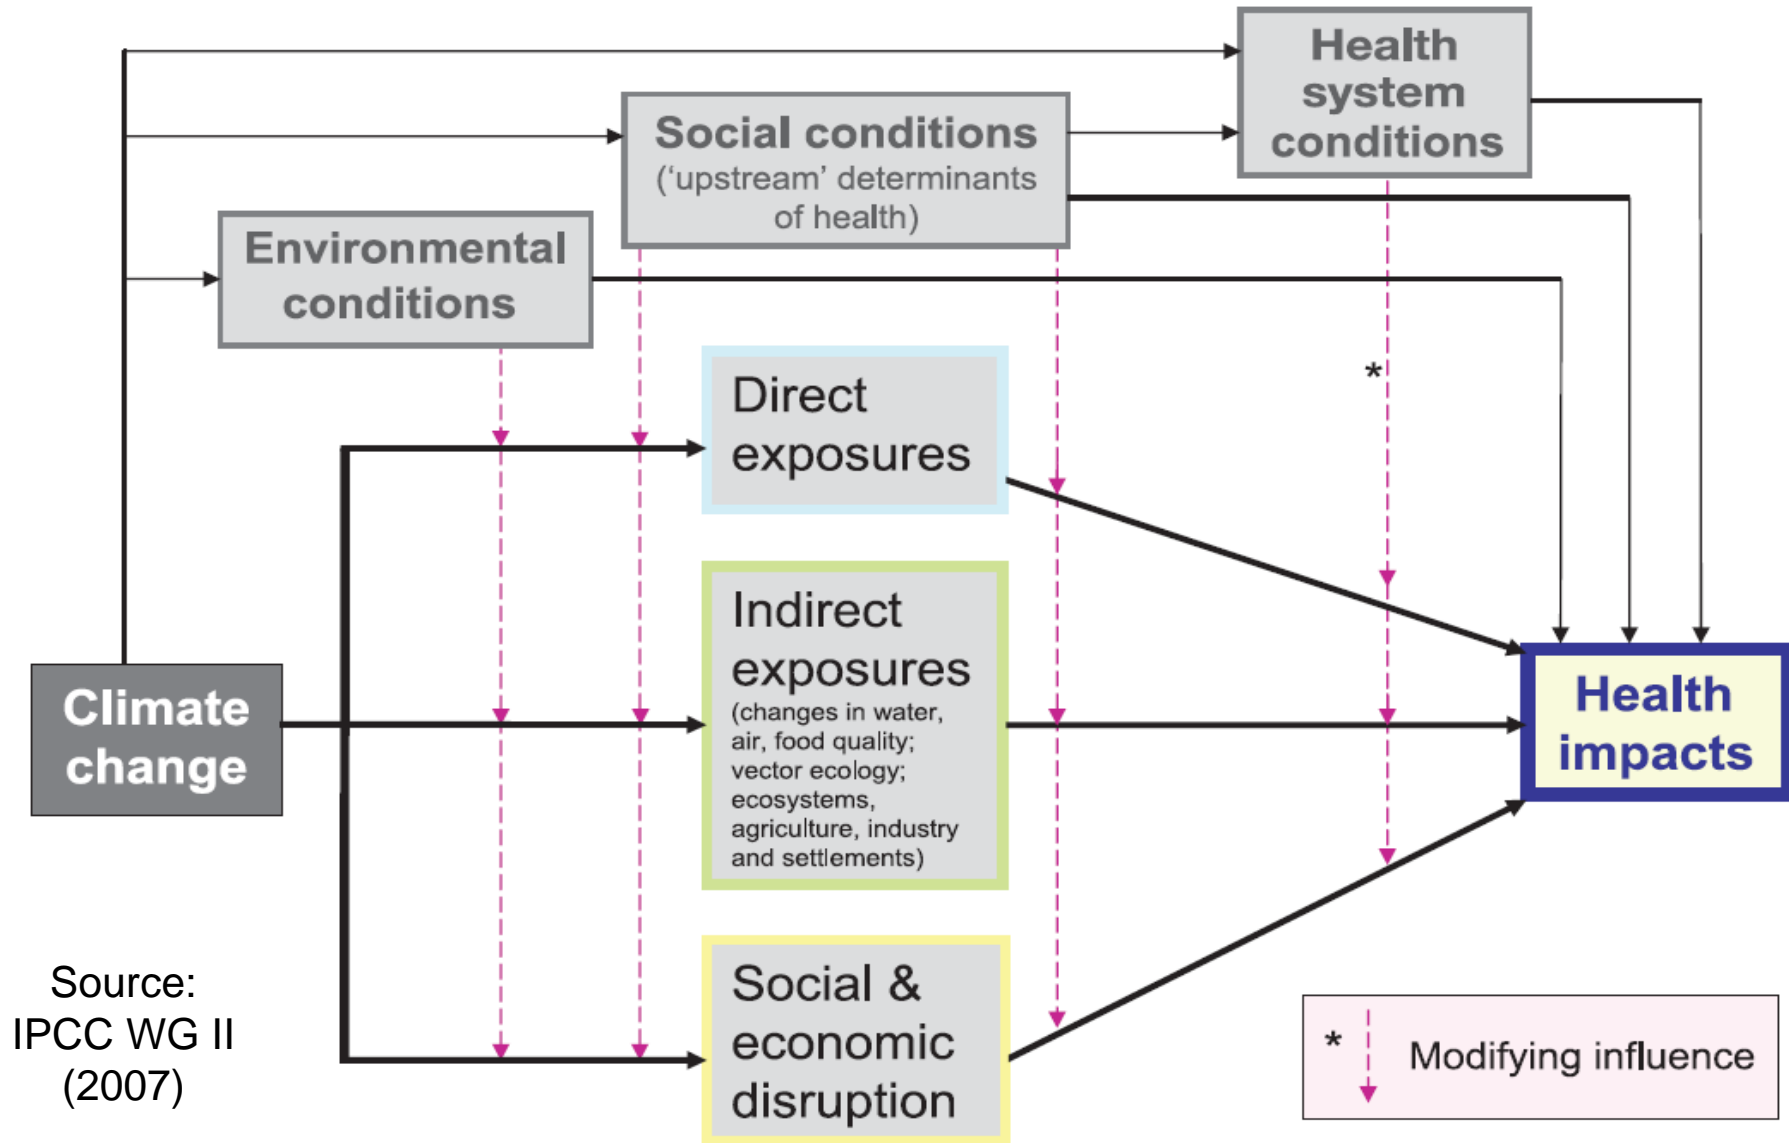 Health
system
conditions
Social conditions
(‘upstream’ determinants
of health)
Environmental
conditions
Direct
exposures
*
Indirect
exposures
(changes in water,
air, food quality;
vector ecology;
ecosystems,
agriculture, industry
and settlements)
Climate
change
Health
impacts
Social &
economic
disruption
Source:
IPCC WG II
(2007)
* Modifying influence